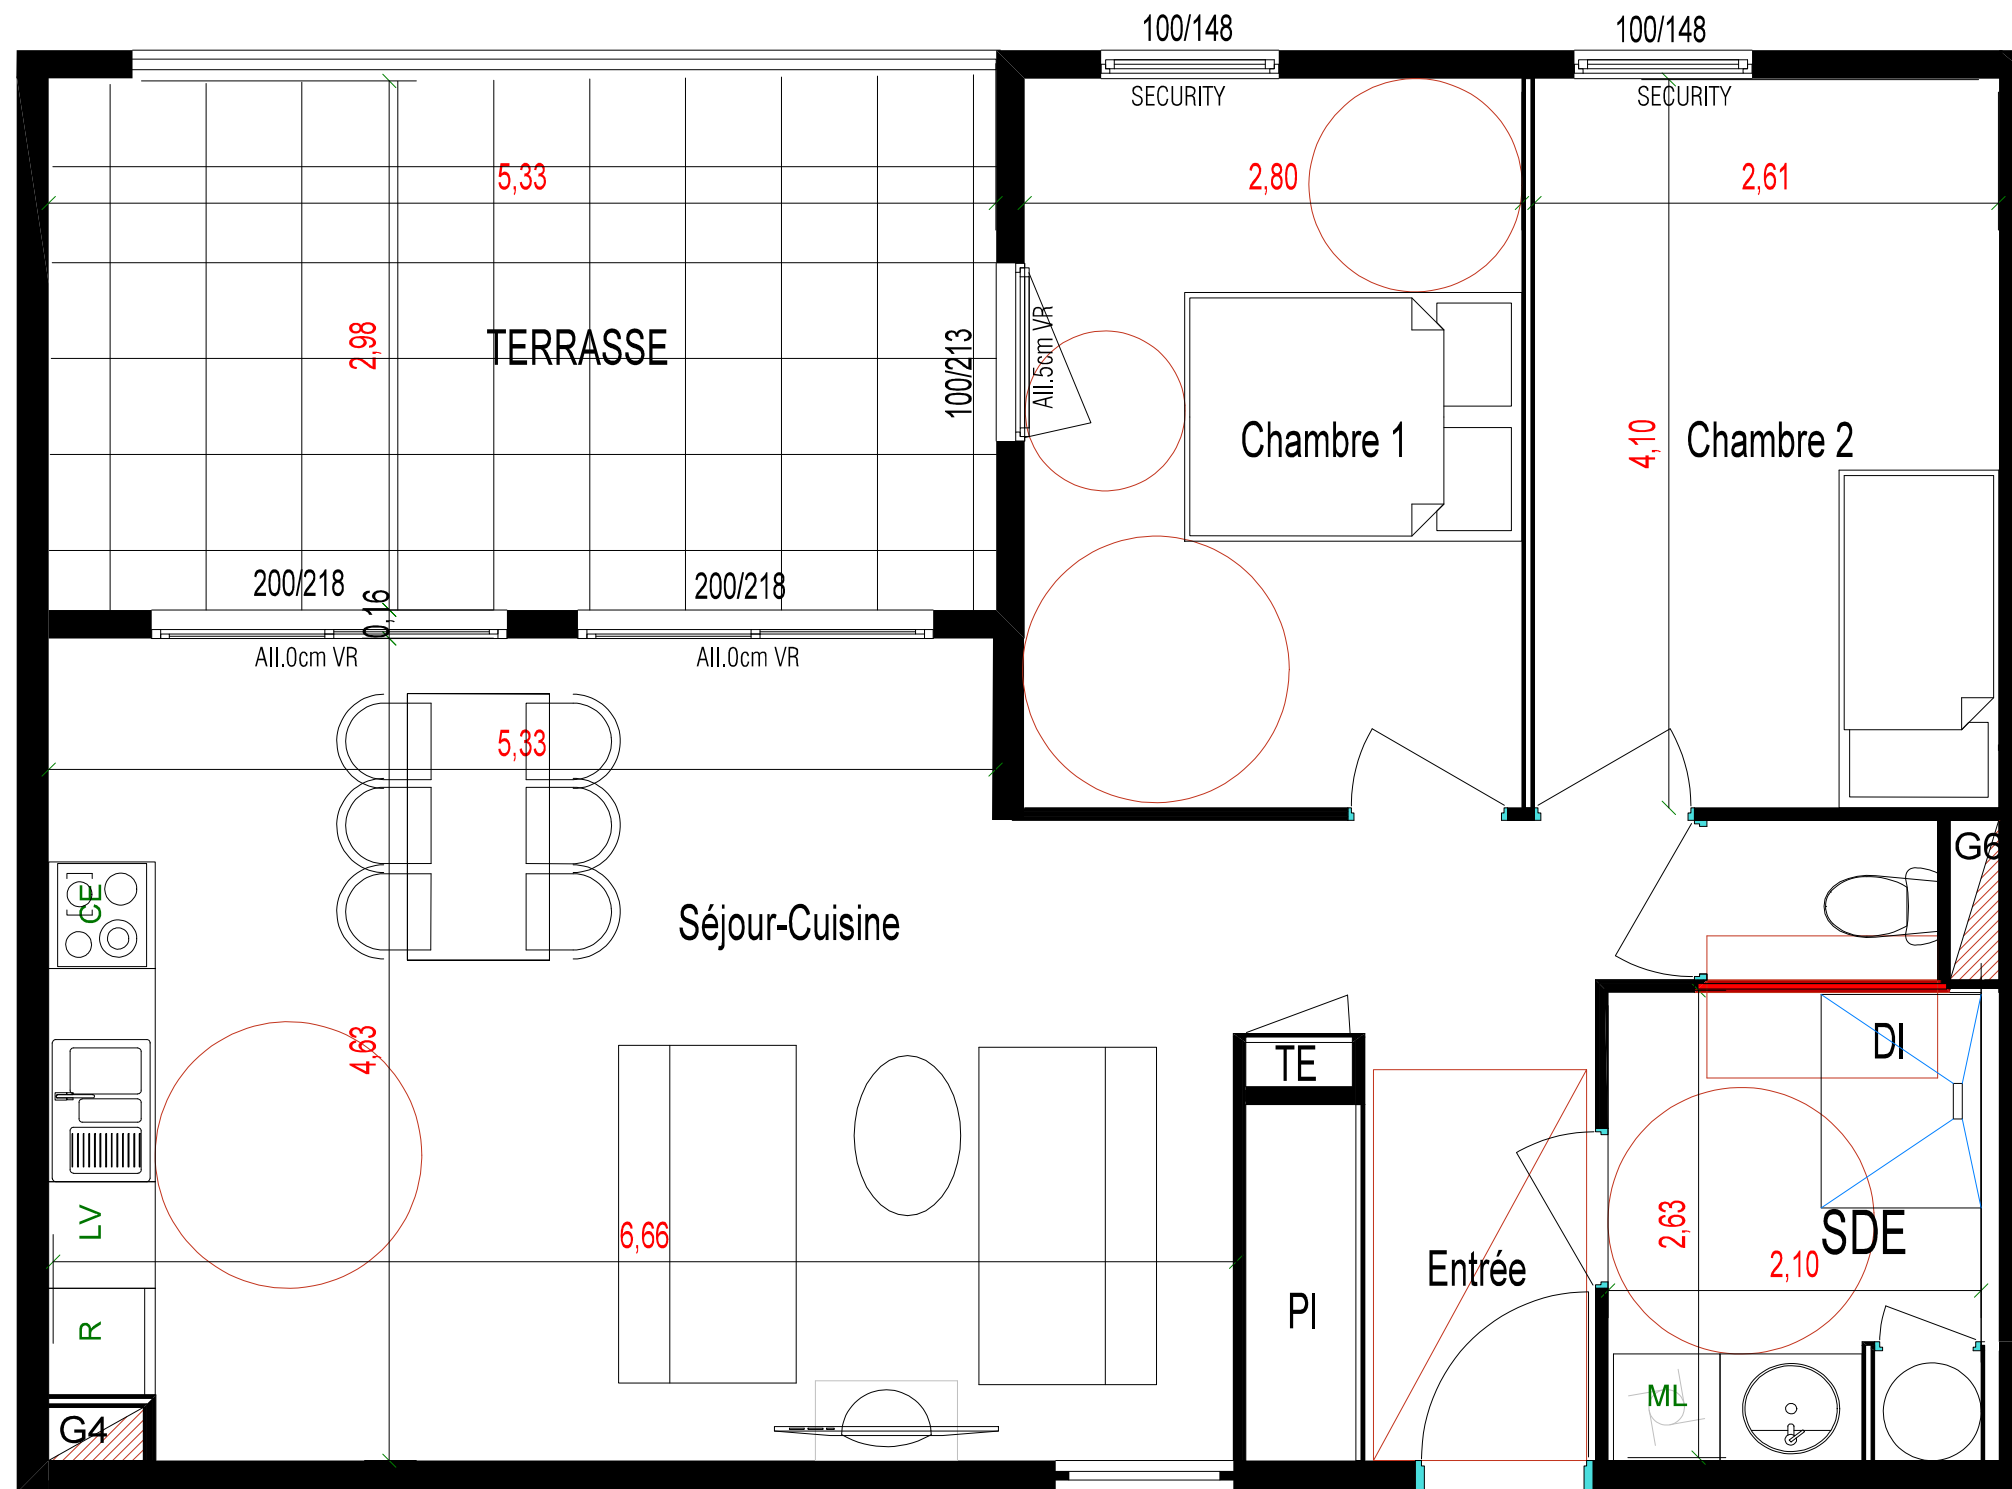 100/148
100/148
SECURITY
SECURITY
5,33
2,80
2,61
2,98
TERRASSE
100/213
All.5cm VR
Chambre 1
4,10
Chambre 2
200/218
0,16
200/218
All.0cm VR
All.0cm VR
5,33
G6
CE
Séjour-Cuisine
4,63
TE
DI
LV
6,66
2,63
SDE
Entrée
2,10
R
PI
ML
G4